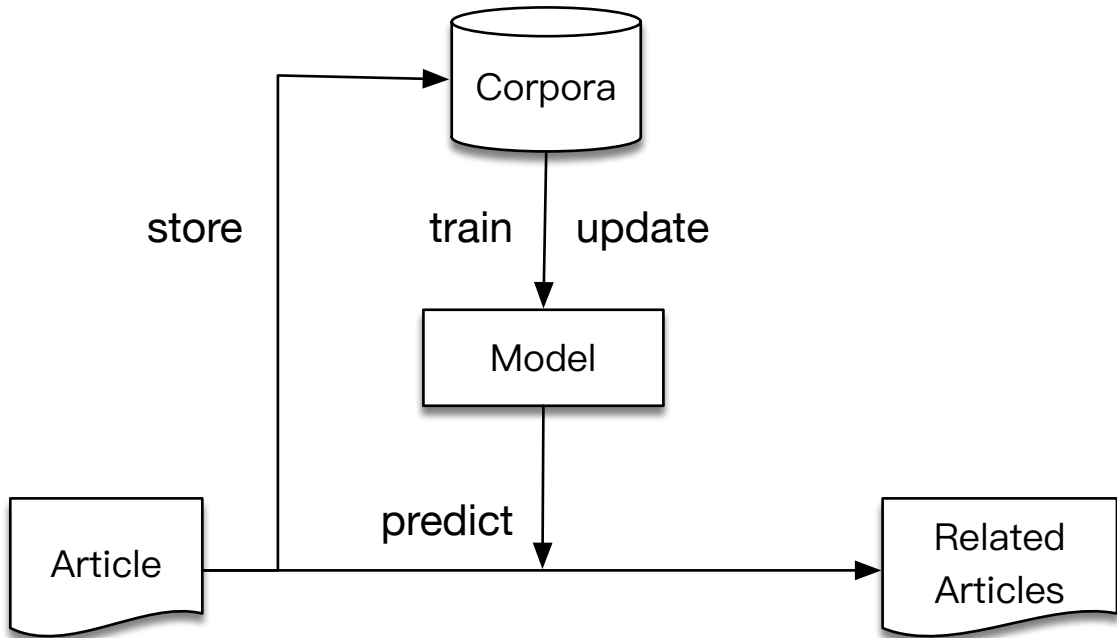 Corpora
store
train
update
Model
predict
Article
Related
Articles